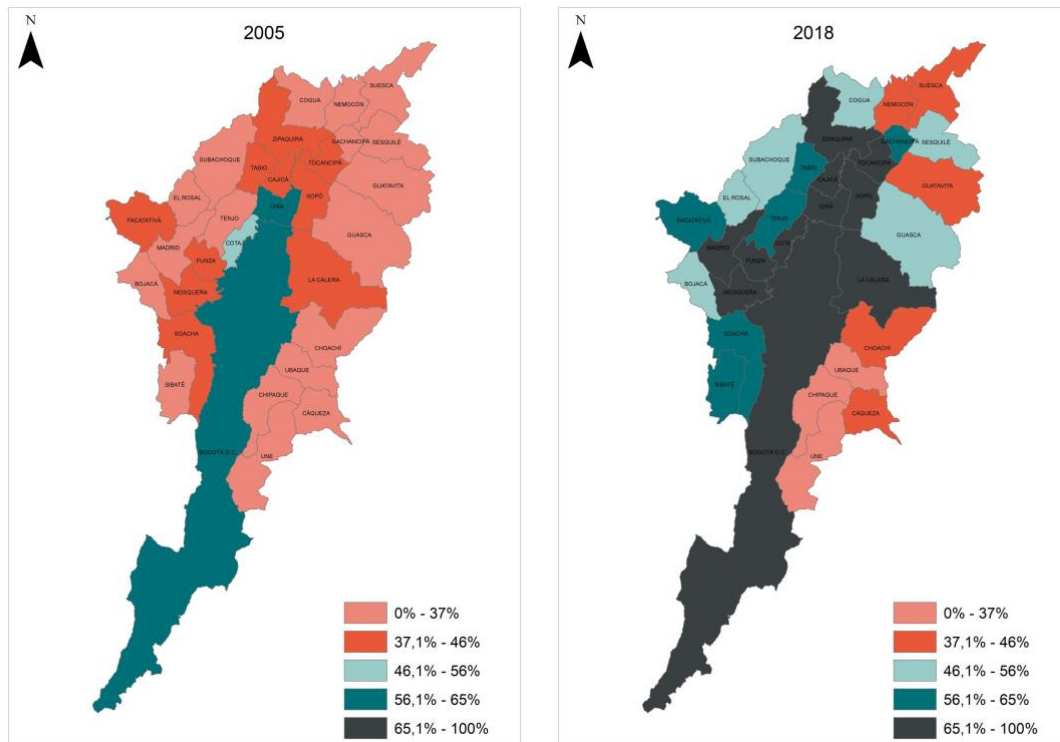 N
2005
SUESCA
COGUA
NEMOCÓN
ZIPAQUIRÁ
GACHANCIPÁ
SESQUILÉ
SUBACHOQUE
TABIO
TOCANCIPÁ
CAJICÁ
GUATAVITA
EL ROSAL
SOPÓ
CHÍA
FACATATIVÁ
TENJO
GUASCA
MADRID
COTA
FUNZA
LA CALERA
BOJACÁ
MOSQUERA
SOACHA
CHOACHÍ
UBAQUE
SIBATÉ
CHIPAQUE
CÁQUEZA
BOGOTÁ D.C.
UNE
0% - 37%
37,1% - 46%
46,1% - 56%
56,1% - 65%
65,1% - 100%
N
2018
SUESCA
COGUA
NEMOCÓN
ZIPAQUIRÁ
GACHANCIPÁ
SESQUILÉ
SUBACHOQUE
TABIO
TOCANCIPÁ
CAJICÁ
GUATAVITA
EL ROSAL
SOPÓ
CHÍA
FACATATIVÁ
TENJO
GUASCA
MADRID
COTA
FUNZA
LA CALERA
BOJACÁ
MOSQUERA
SOACHA
CHOACHÍ
UBAQUE
SIBATÉ
CHIPAQUE
CÁQUEZA
BOGOTÁ D.C.
UNE
0% - 37%
37,1% - 46%
46,1% - 56%
56,1% - 65%
65,1% - 100%